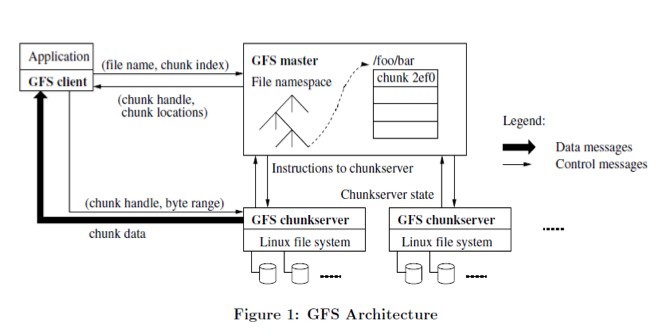 Application
GFS client
(file name, chunk index)
(chunk handle,
chunk locations)
GFS master
File namespace
/foo/bar
chunk 2ef0
Legend:
Data messages
Control messages
Instructions to chunkserver
Chunkserver state
(chunk handle, byte range)
chunk data
GFS chunkserver
Linux file system
GFS chunkserver
Linux file system
Figure 1: GFS Architecture